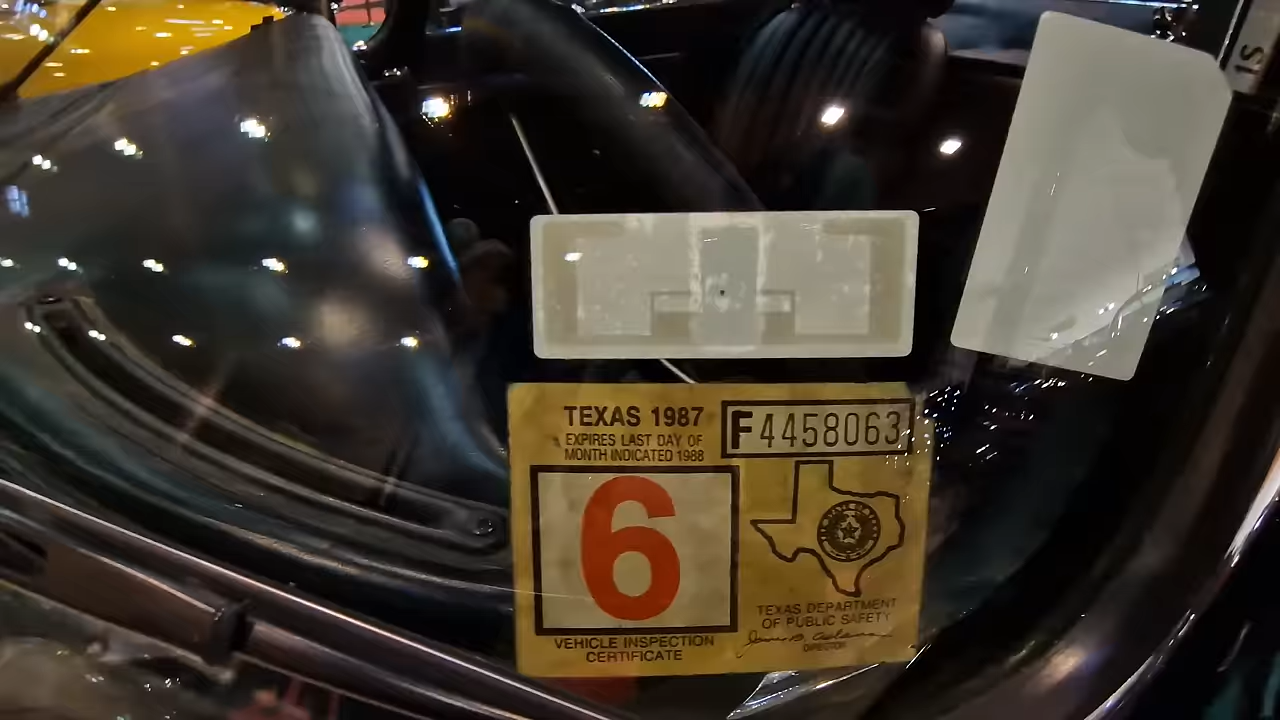 TEXAS 1987
EXPIRES LAST DAY OF
MONTH INDICATED 1988
F4458063
6
VEHICLE INSPECTION
CERTIFICATE
TEXAS DEPARTMENT
OF PUBLIC SAFETY
DIRECTOR